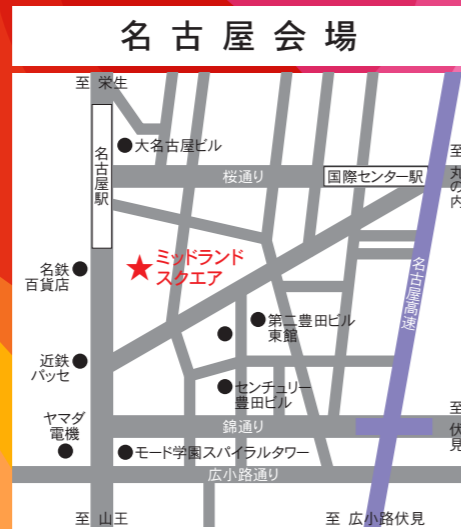 名古屋会場
至 栄生
大名古屋ビル
名古屋駅
桜通り
国際センター駅
至
丸の内
名鉄
百貨店
ミッドランド
スクエア
名古屋高速
第二豊田ビル
東館
近鉄
パッセ
センチュリー
豊田ビル
ヤマダ
電機
錦通り
至
伏見
モード学園スパイラルタワー
広小路通り
至 山王
至 広小路伏見